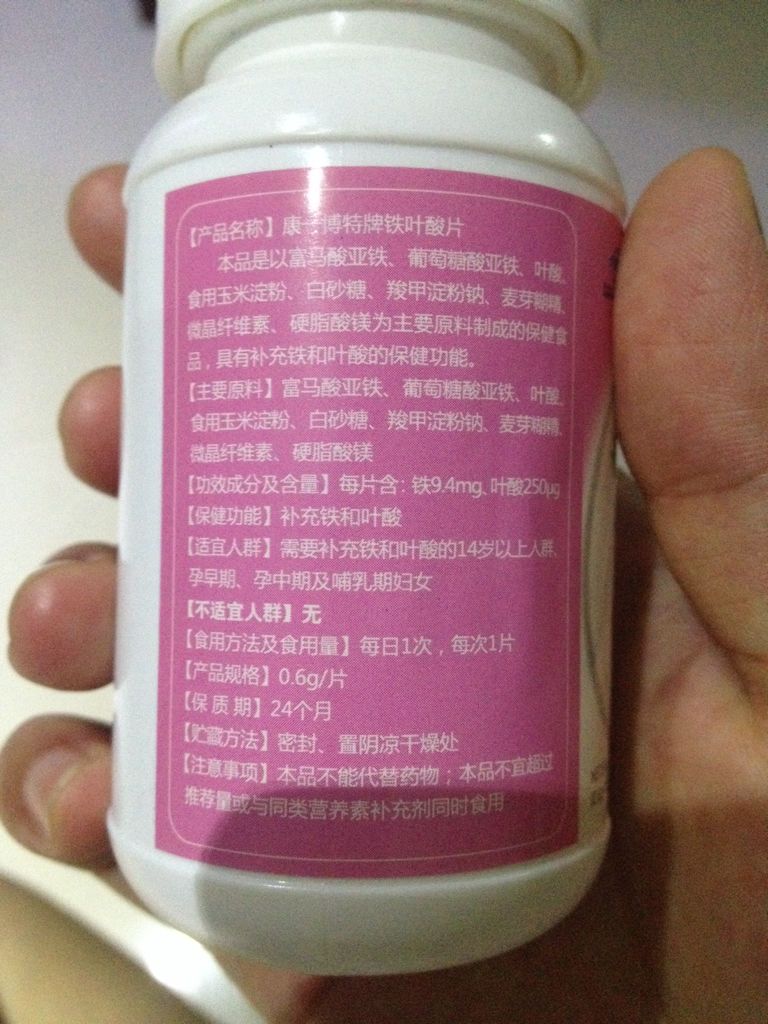 【产品名称】康一博特牌铁叶酸片
本品是以富马酸亚铁、葡萄糖酸亚铁、叶酸、
食用玉米淀粉、白砂糖、羧甲淀粉钠、麦芽糊精、
微晶纤维素、硬脂酸镁为主要原料制成的保健食
品，具有补充铁和叶酸的保健功能。
【主要原料】富马酸亚铁、葡萄糖酸亚铁、叶酸、
食用玉米淀粉、白砂糖、羧甲淀粉钠、麦芽糊精、
微晶纤维素、硬脂酸镁
【功效成分及含量】每片含：铁9.4mg、叶酸250μg
【保健功能】补充铁和叶酸
【适宜人群】需要补充铁和叶酸的14岁以上人群、
孕早期、孕中期及哺乳期妇女
【不适宜人群】无
【食用方法及食用量】每日1次，每次1片
【产品规格】0.6g/片
【保质期】24个月
【贮藏方法】密封、置阴凉干燥处
【注意事项】本品不能代替药物；本品不宜超过
推荐量或与同类营养素补充剂同时食用